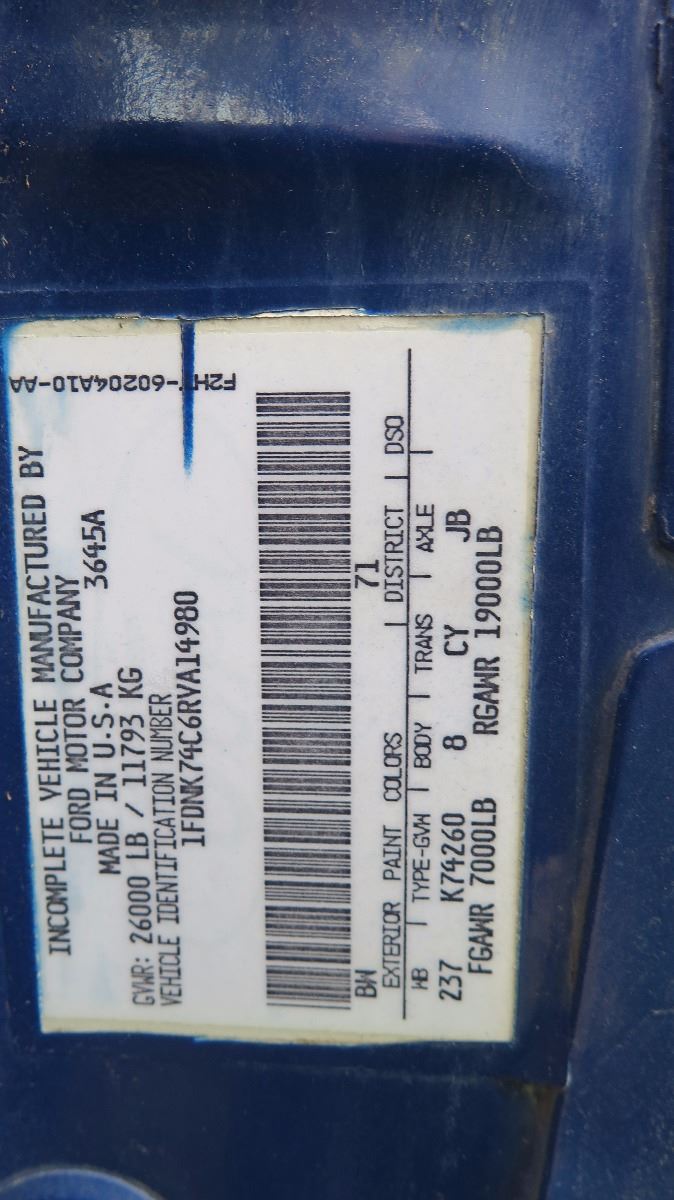 INCOMPLETE VEHICLE MANUFACTURED BY
FORD MOTOR COMPANY
MADE IN U.S.A
3645A
GVWR: 26000 LB / 11793 KG
VEHICLE IDENTIFICATION NUMBER
1FDNK74C6RVA14980
F2HT-60204A10-AA
BW 71
EXTERIOR PAINT COLORS DISTRICT DSO
WB TYPE-GVW BODY TRANS AXLE
237 K74260 8 CY JB
FGAWR 7000LB RGAWR 19000LB